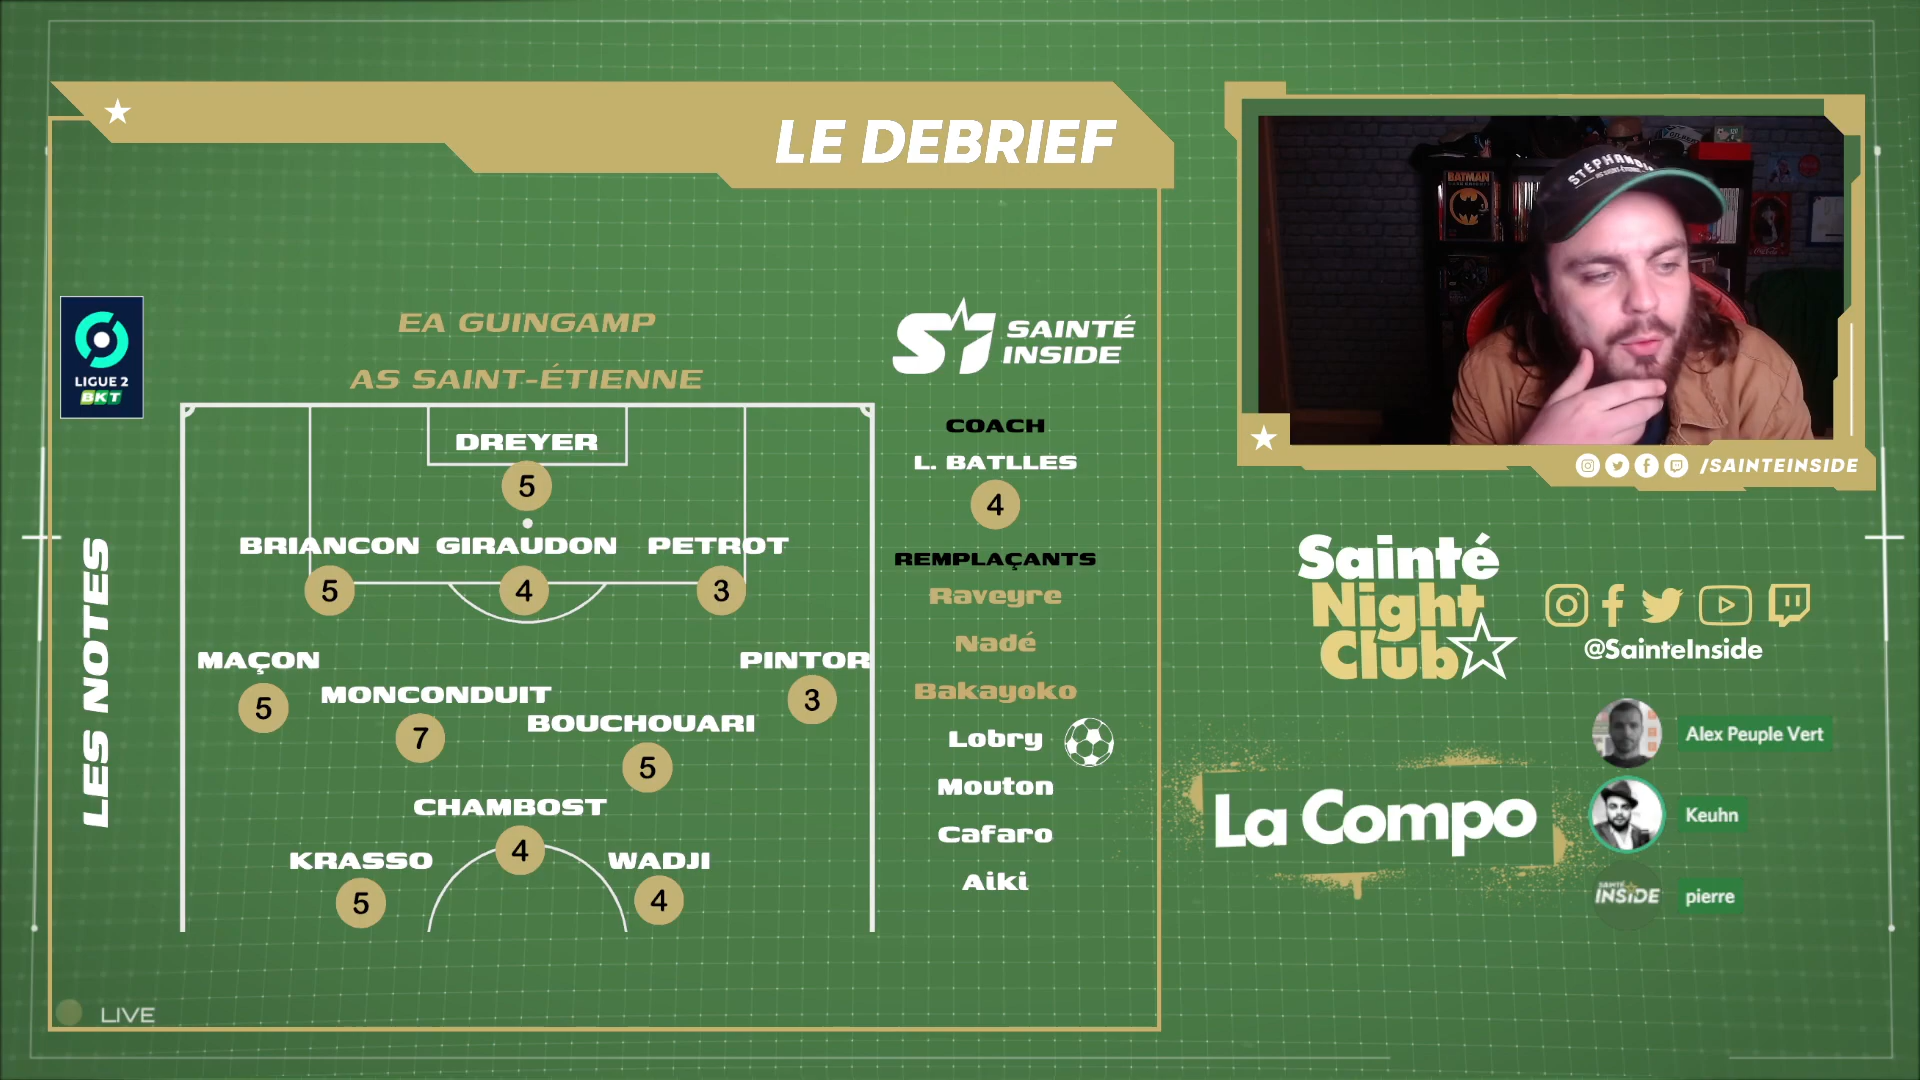 LE DEBRIEF
LIGUE 2
BKT
EA GUINGAMP
AS SAINT-ÉTIENNE
LES NOTES
DREYER
5
BRIANCON GIRAUDON PETROT
5 4 3
MAÇON
5
PINTOR
3
MONCONDUIT
7
BOUCHOUARI
5
CHAMBOST
4
KRASSO
5
WADJI
4
LIVE
SAINTÉ
INSIDE
COACH
L. BATLLES
4
REMPLAÇANTS
Raveyre
Nadé
Bakayoko
Lobry
Mouton
Cafaro
Aiki
BATMAN
/SAINTEINSIDE
Sainté
Night
Club
@SainteInside
La Compo
Alex Peuple Vert
Keuhn
SAINTÉ
INSIDE
pierre